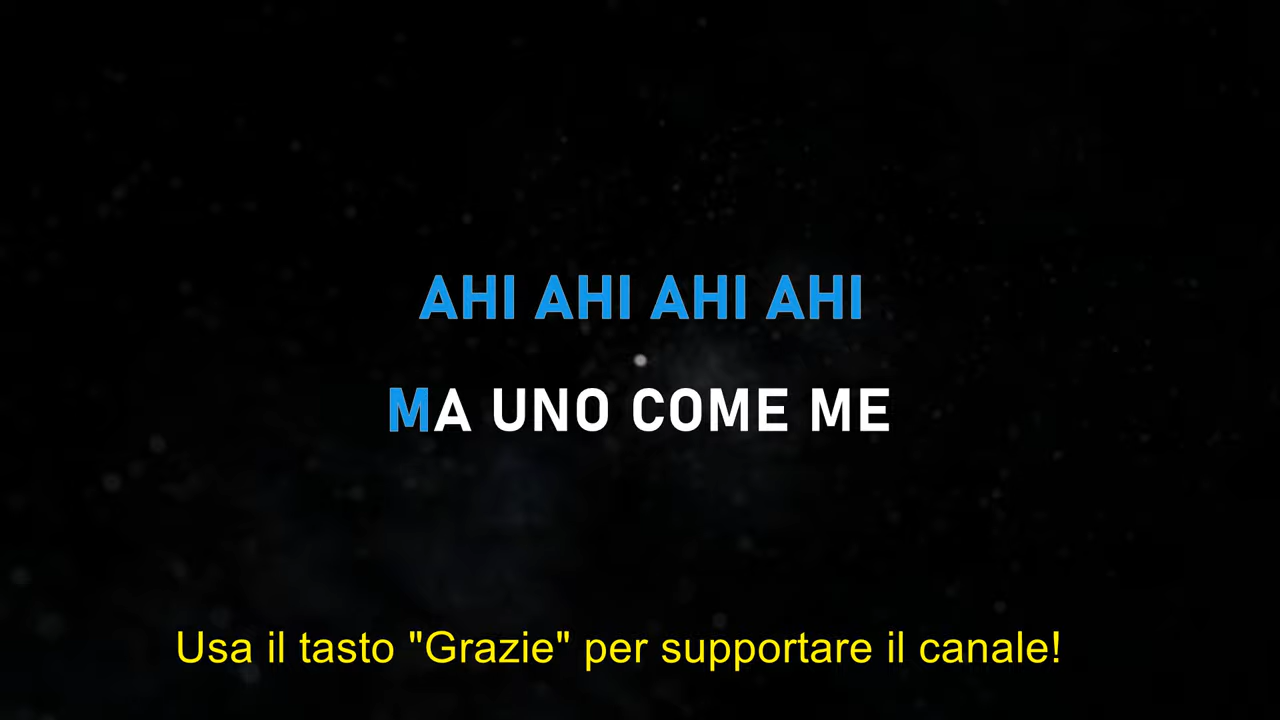 AHI AHI AHI AHI
MA UNO COME ME
Usa il tasto "Grazie" per supportare il canale!